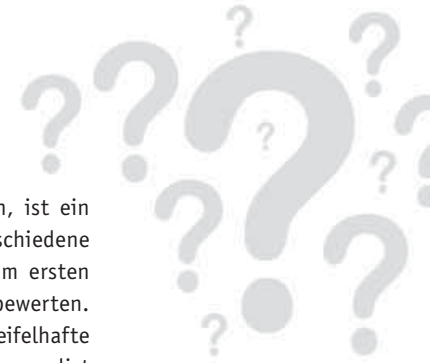 n, ist ein
schiedene
m ersten
bewerten.
eifelhafte